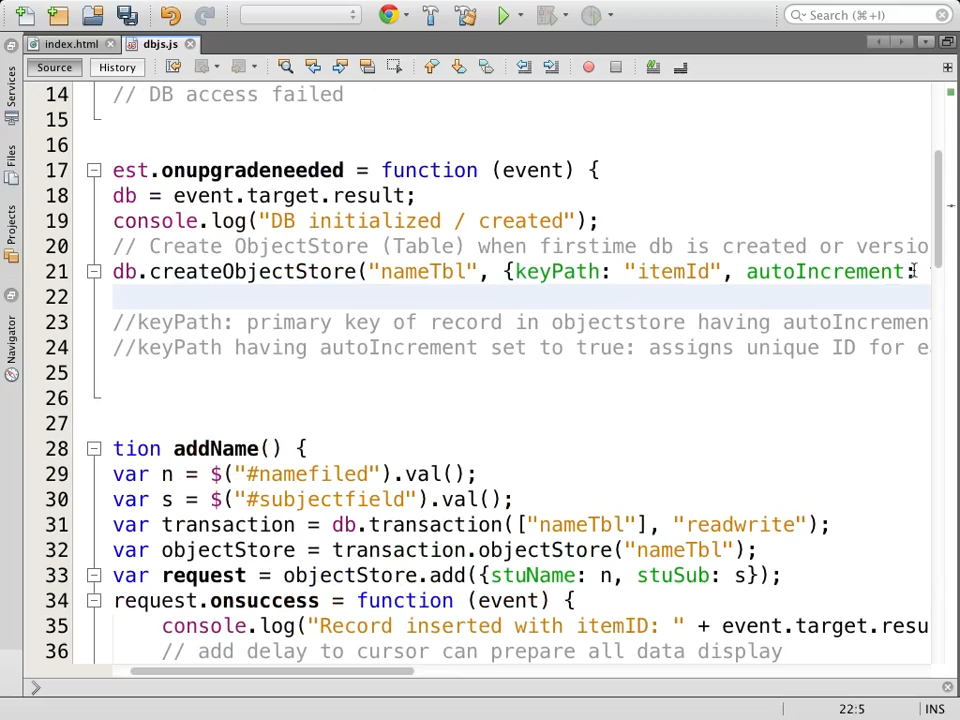 Search (⌘+I)
index.html
dbjs.js
Source
History
Services
Files
Projects
Navigator
14 // DB access failed
15
16
17 est.onupgradeneeded = function (event) {
18 db = event.target.result;
19 console.log("DB initialized / created");
20 // Create ObjectStore (Table) when firstime db is created or versio
21 db.createObjectStore("nameTbl", {keyPath: "itemId", autoIncrement:
22
23 //keyPath: primary key of record in objectstore having autoIncremen
24 //keyPath having autoIncrement set to true: assigns unique ID for e
25
26
27
28 tion addName() {
29 var n = $("#namefiled").val();
30 var s = $("#subjectfield").val();
31 var transaction = db.transaction(["nameTbl"], "readwrite");
32 var objectStore = transaction.objectStore("nameTbl");
33 var request = objectStore.add({stuName: n, stuSub: s});
34 request.onsuccess = function (event) {
35 console.log("Record inserted with itemID: " + event.target.resu
36 // add delay to cursor can prepare all data display
22:5
INS